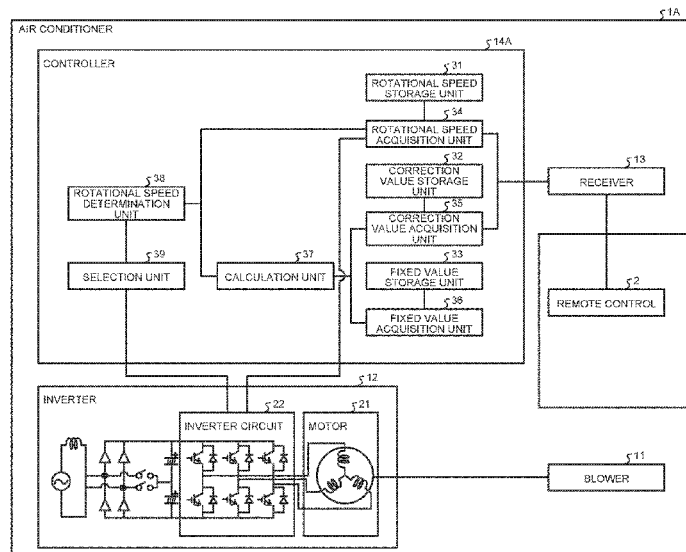 1A
AIR CONDITIONER
14A
CONTROLLER
31
ROTATIONAL SPEED
STORAGE UNIT
34
ROTATIONAL SPEED
ACQUISITION UNIT
32
CORRECTION
VALUE STORAGE
UNIT
35
CORRECTION
VALUE ACQUISITION
UNIT
33
FIXED VALUE
STORAGE UNIT
36
FIXED VALUE
ACQUISITION UNIT
38
ROTATIONAL SPEED
DETERMINATION
UNIT
39
SELECTION UNIT
37
CALCULATION UNIT
13
RECEIVER
2
REMOTE CONTROL
12
INVERTER
22
INVERTER CIRCUIT
21
MOTOR
11
BLOWER